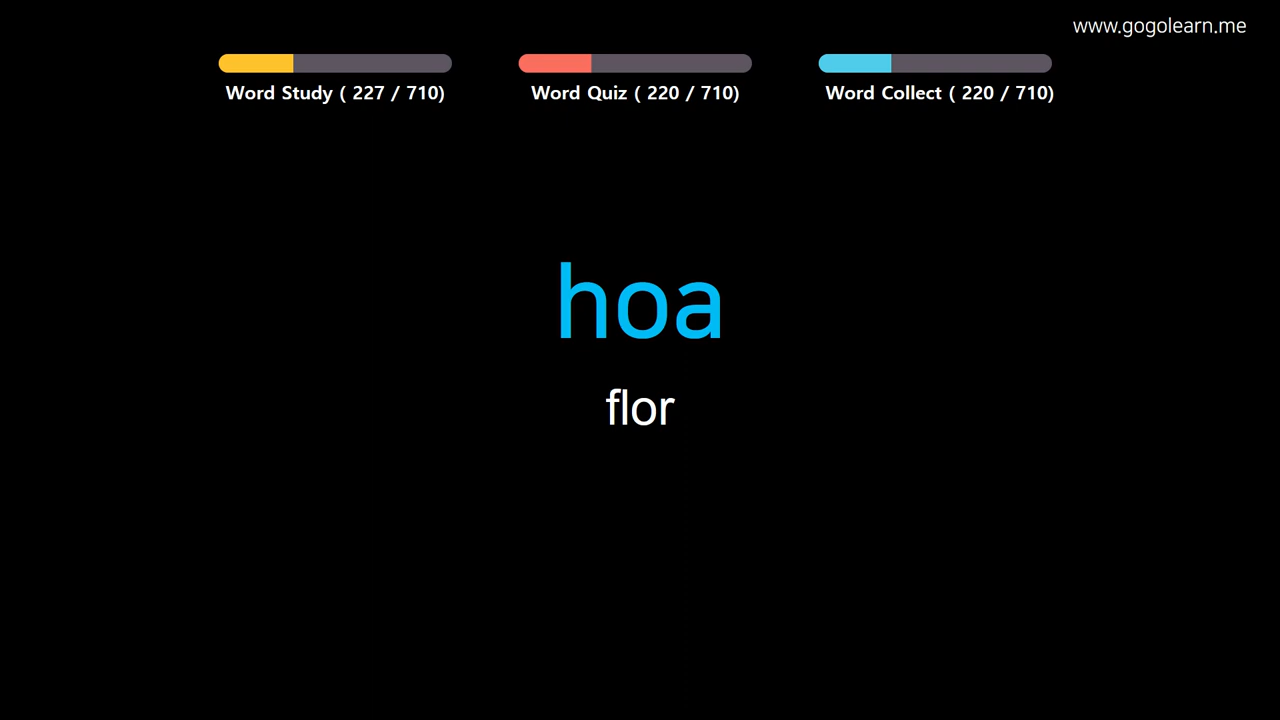 www.gogolearn.me
Word Study ( 227 / 710)
Word Quiz ( 220 / 710)
Word Collect ( 220 / 710)
hoa
flor